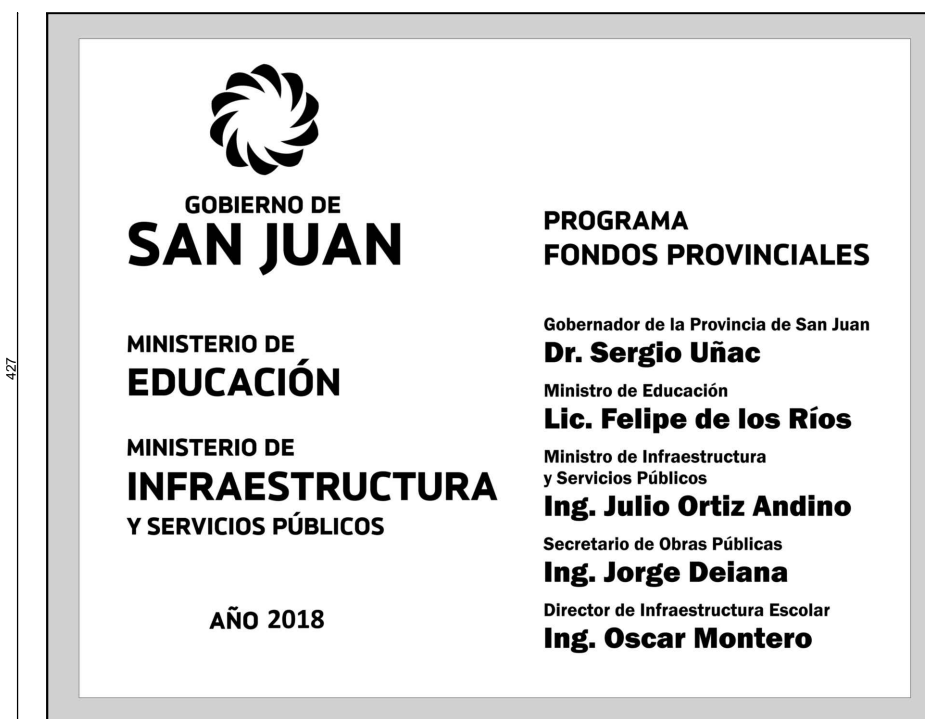 GOBIERNO DE
SAN JUAN
MINISTERIO DE
EDUCACIÓN
MINISTERIO DE
INFRAESTRUCTURA
Y SERVICIOS PÚBLICOS
AÑO 2018
PROGRAMA
FONDOS PROVINCIALES
Gobernador de la Provincia de San Juan
Dr. Sergio Uñac
Ministro de Educación
Lic. Felipe de los Ríos
Ministro de Infraestructura
y Servicios Públicos
Ing. Julio Ortiz Andino
Secretario de Obras Públicas
Ing. Jorge Deiana
Director de Infraestructura Escolar
Ing. Oscar Montero
427